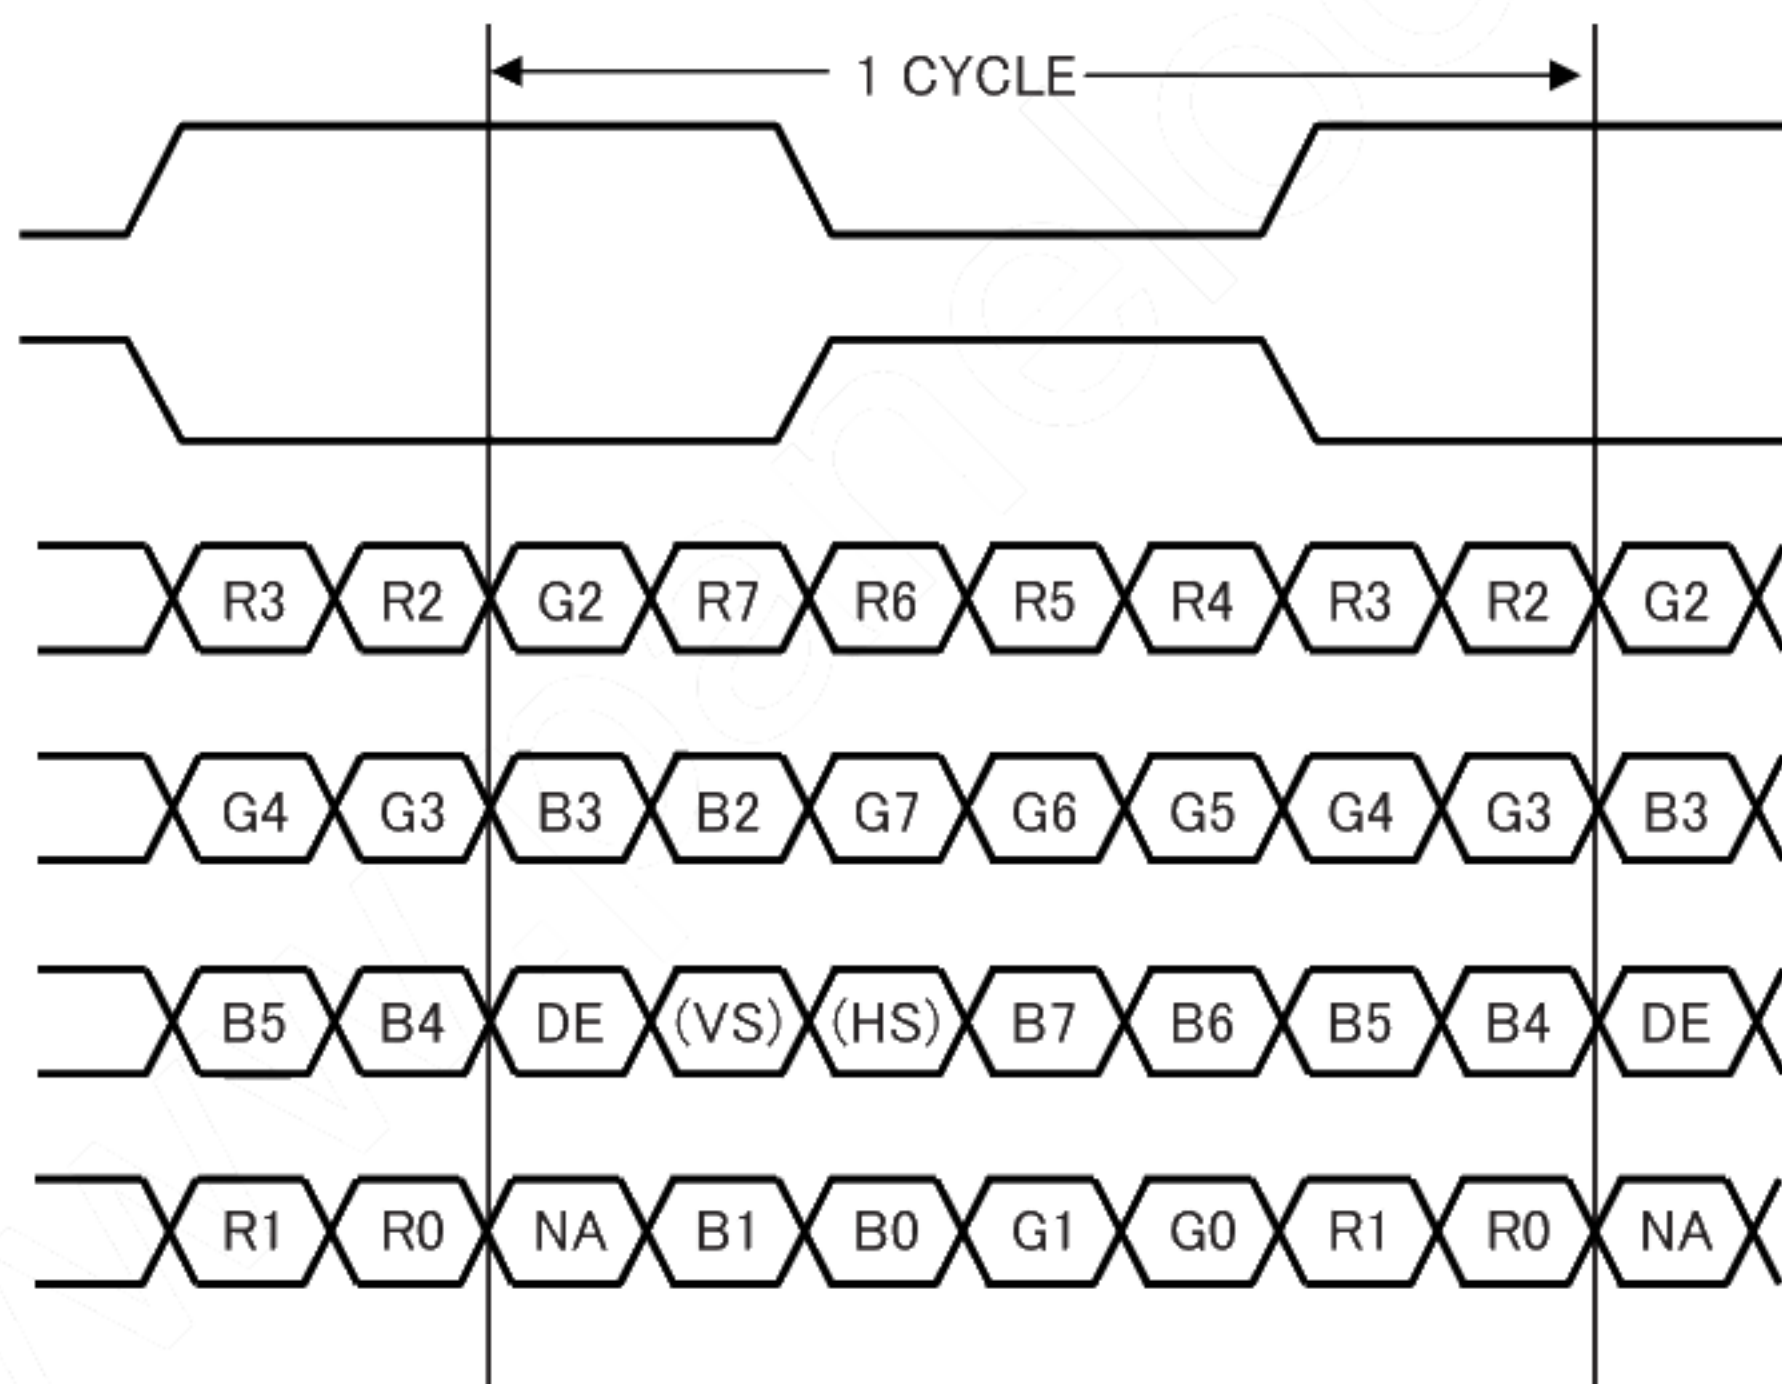 1 CYCLE
R3 R2 G2 R7 R6 R5 R4 R3 R2 G2
G4 G3 B3 B2 G7 G6 G5 G4 G3 B3
B5 B4 DE (VS) (HS) B7 B6 B5 B4 DE
R1 R0 NA B1 B0 G1 G0 R1 R0 NA